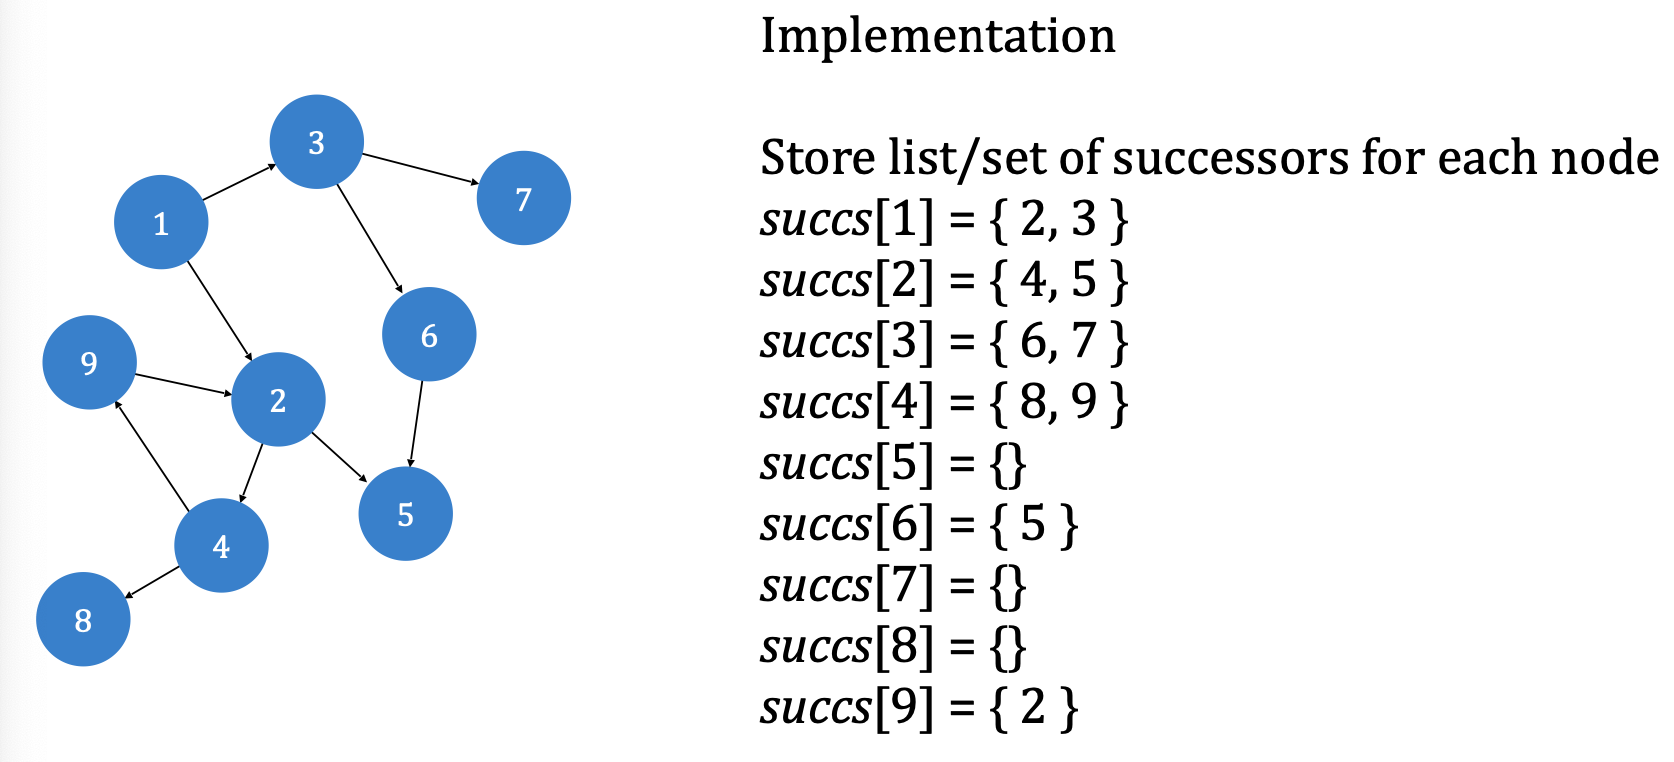 3
7
1
6
9
2
5
4
8
Implementation
Store list/set of successors for each node
succs[1] = { 2, 3 }
succs[2] = { 4, 5 }
succs[3] = { 6, 7 }
succs[4] = { 8, 9 }
succs[5] = {}
succs[6] = { 5 }
succs[7] = {}
succs[8] = {}
succs[9] = { 2 }